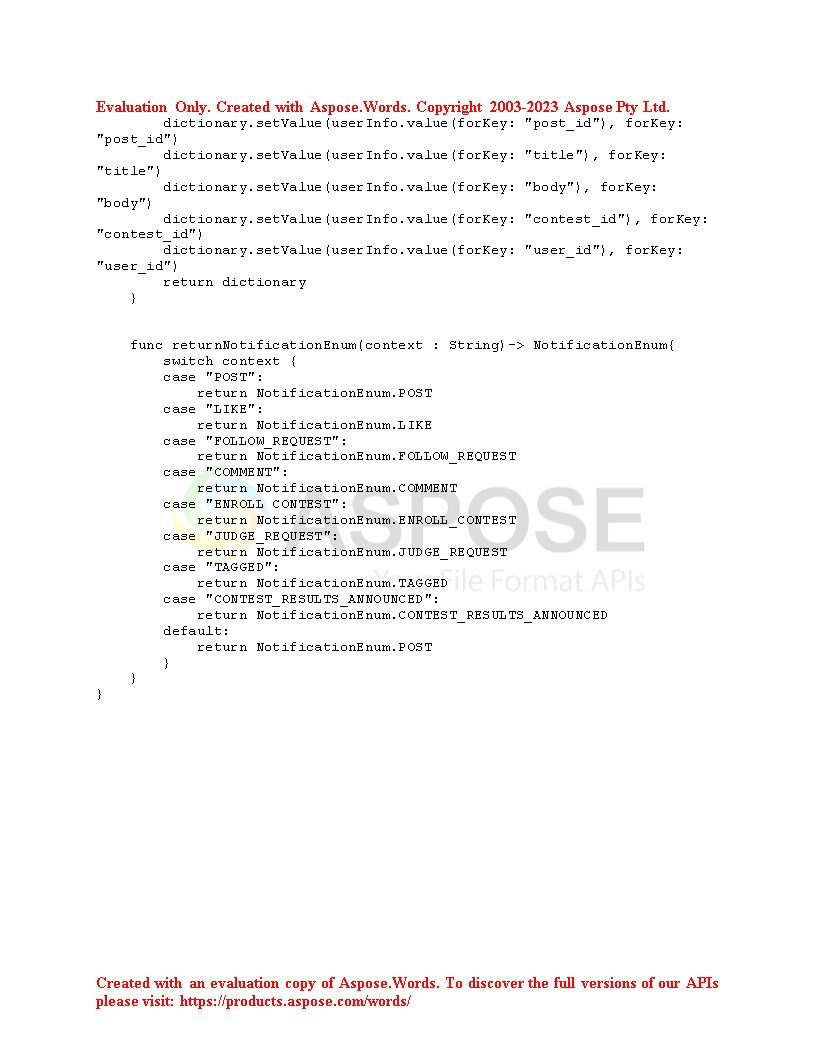 Evaluation Only. Created with Aspose.Words. Copyright 2003-2023 Aspose Pty Ltd.
        dictionary.setValue(userInfo.value(forKey: "post_id"), forKey:
"post_id")
        dictionary.setValue(userInfo.value(forKey: "title"), forKey:
"title")
        dictionary.setValue(userInfo.value(forKey: "body"), forKey:
"body")
        dictionary.setValue(userInfo.value(forKey: "contest_id"), forKey:
"contest_id")
        dictionary.setValue(userInfo.value(forKey: "user_id"), forKey:
"user_id")
        return dictionary
    }
    func returnNotificationEnum(context : String)-> NotificationEnum{
        switch context {
        case "POST":
            return NotificationEnum.POST
        case "LIKE":
            return NotificationEnum.LIKE
        case "FOLLOW_REQUEST":
            return NotificationEnum.FOLLOW_REQUEST
        case "COMMENT":
            return NotificationEnum.COMMENT
        case "ENROLL_CONTEST":
            return NotificationEnum.ENROLL_CONTEST
        case "JUDGE_REQUEST":
            return NotificationEnum.JUDGE_REQUEST
        case "TAGGED":
            return NotificationEnum.TAGGED
        case "CONTEST_RESULTS_ANNOUNCED":
            return NotificationEnum.CONTEST_RESULTS_ANNOUNCED
        default:
            return NotificationEnum.POST
        }
    }
}
ASPOSE
Your File Format APIs
Created with an evaluation copy of Aspose.Words. To discover the full versions of our APIs
please visit: https://products.aspose.com/words/